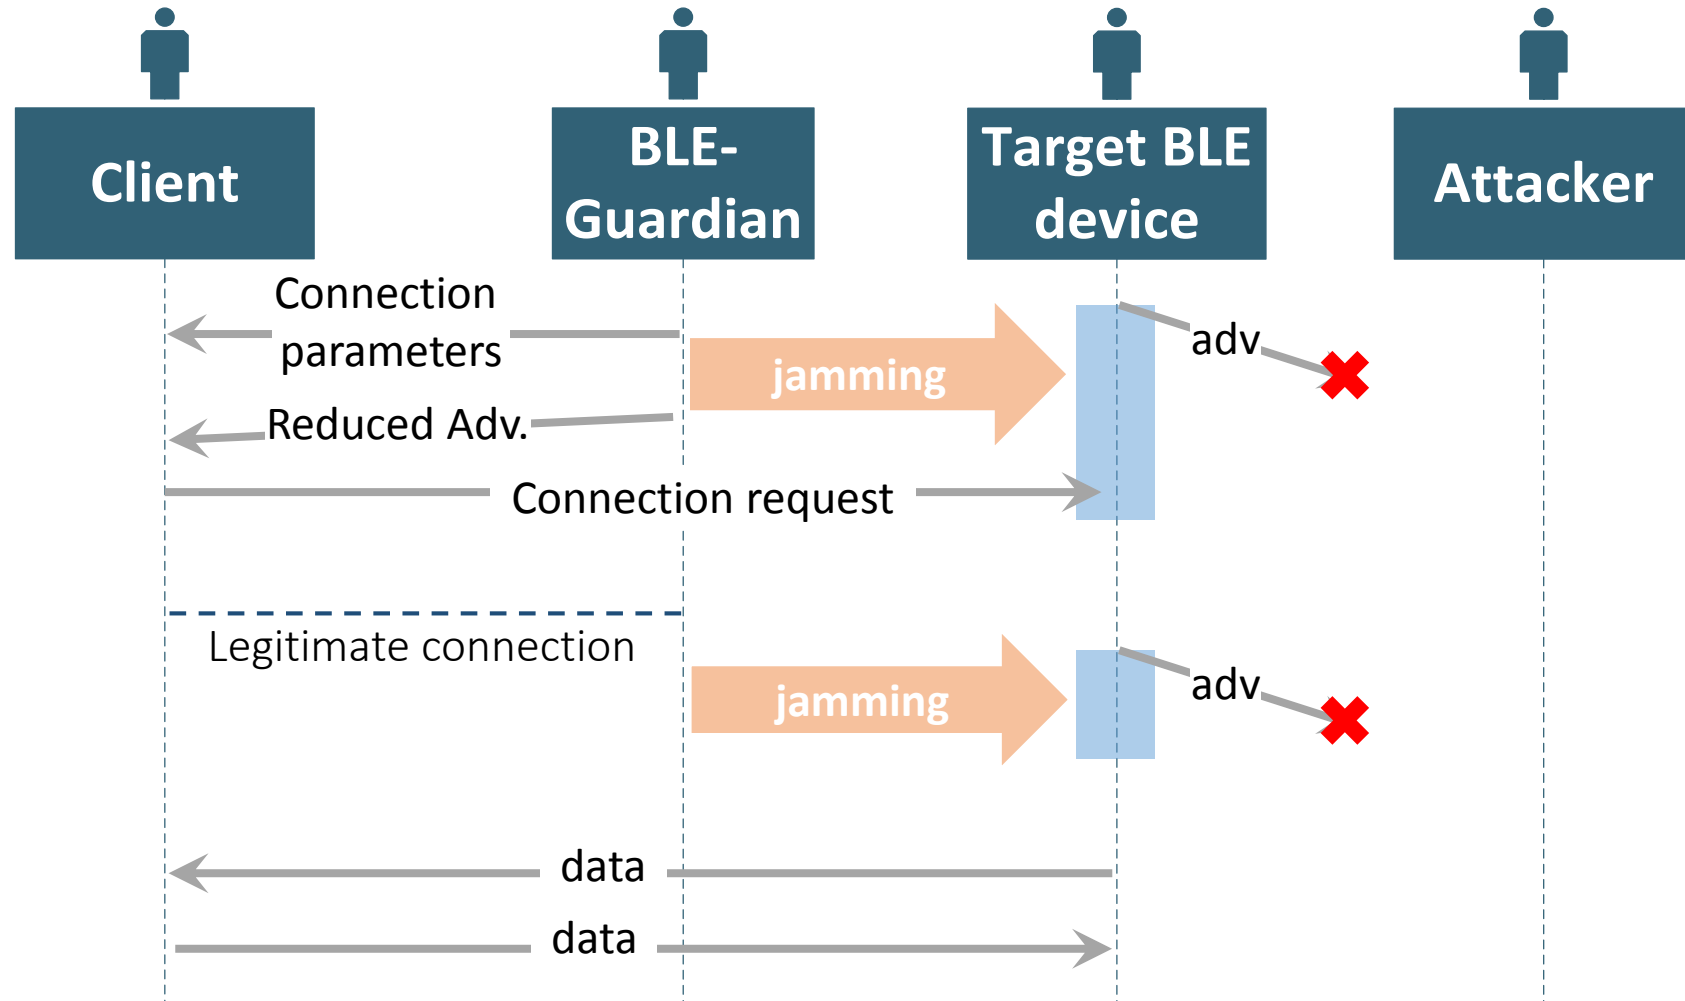 Client
BLE-
Guardian
Target BLE
device
Attacker
Connection
parameters
jamming
adv
Reduced Adv.
Connection request
Legitimate connection
jamming
adv
data
data